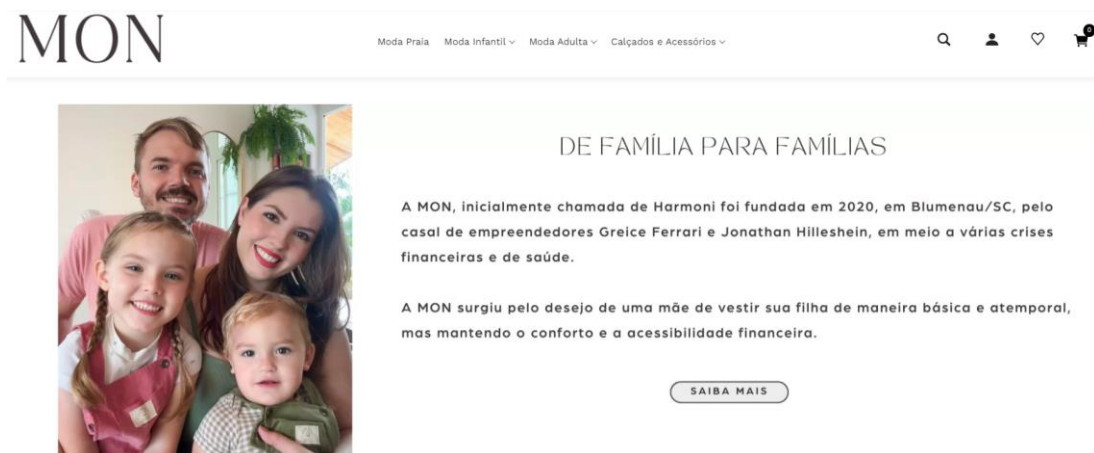 MON
Moda Praia Moda Infantil Moda Adulta Calçados e Acessórios
0
DE FAMÍLIA PARA FAMÍLIAS
A MON, inicialmente chamada de Harmoni foi fundada em 2020, em Blumenau/SC, pelo
casal de empreendedores Greice Ferrari e Jonathan Hilleshein, em meio a várias crises
financeiras e de saúde.
A MON surgiu pelo desejo de uma mãe de vestir sua filha de maneira básica e atemporal,
mas mantendo o conforto e a acessibilidade financeira.
SAIBA MAIS